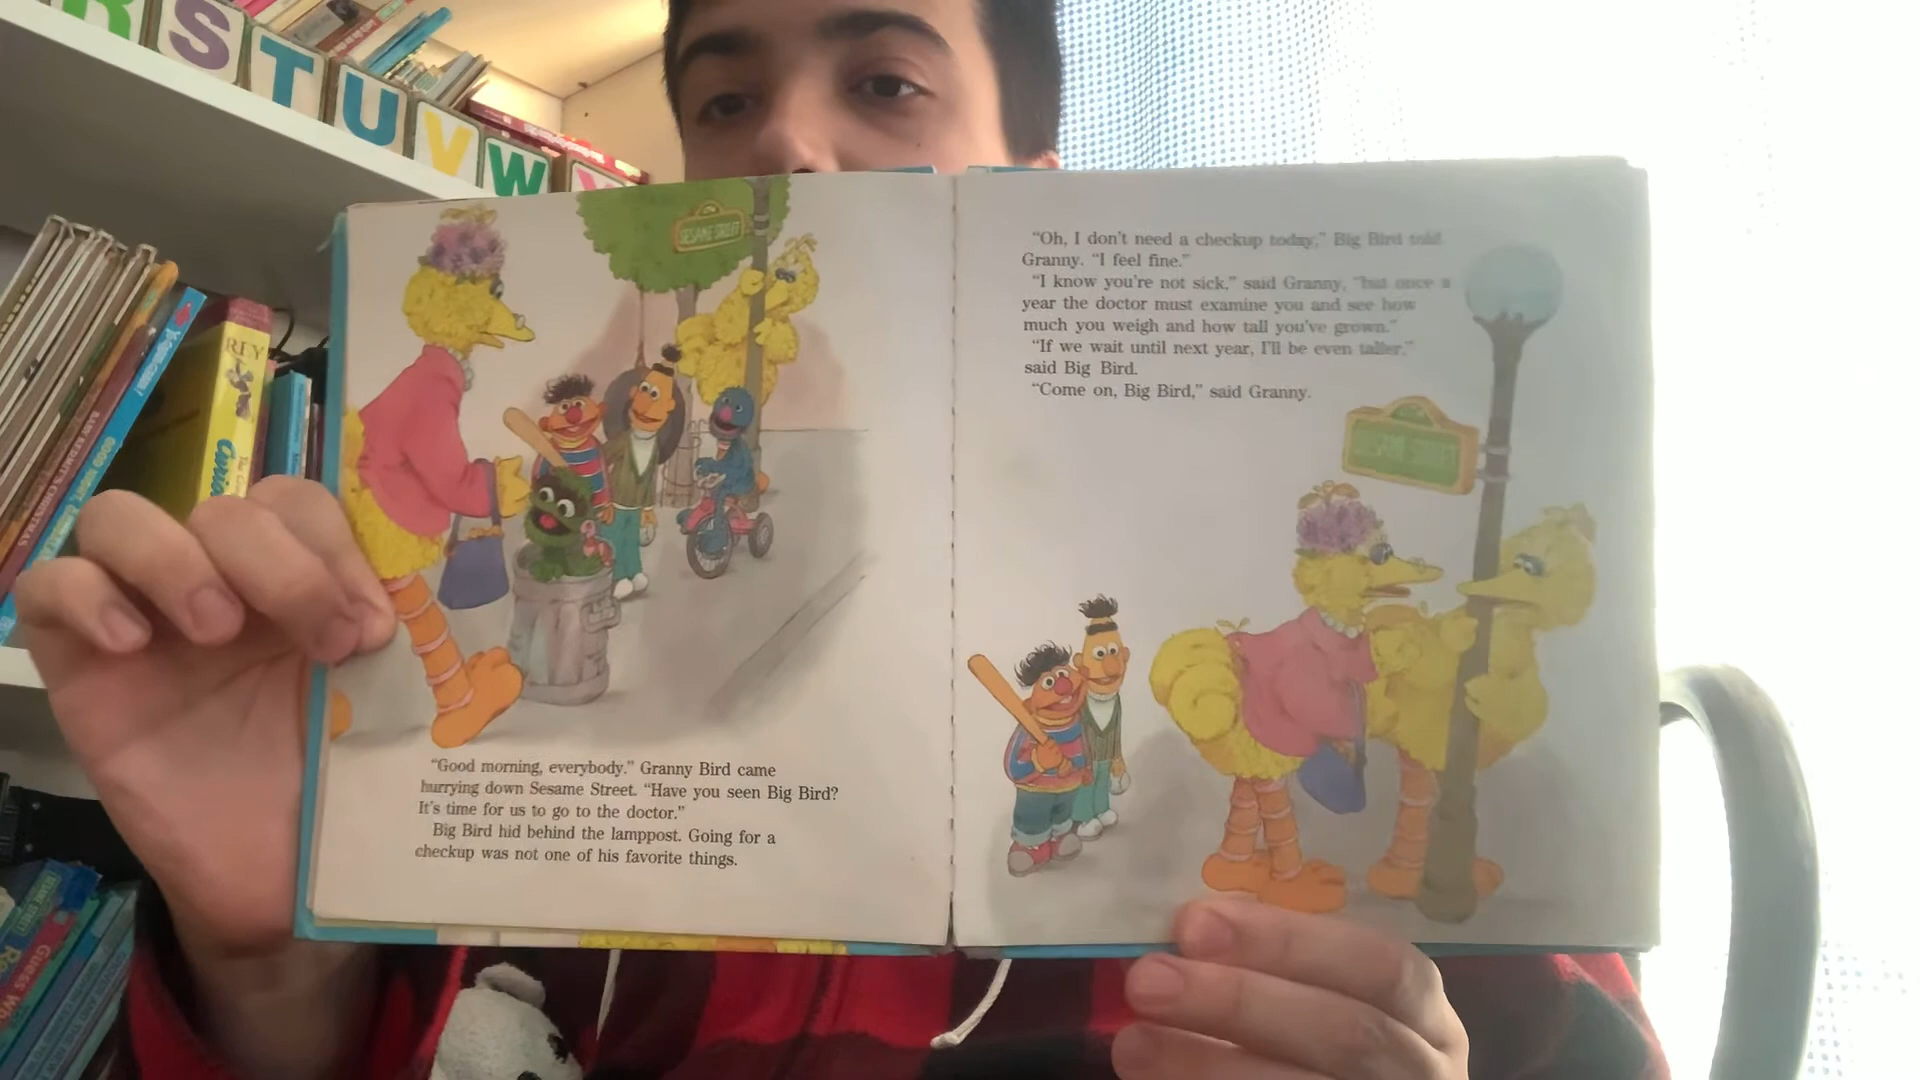 S
T
U
V
W
REY
Curio
GOOD NIGHT,
SESAME STREET
"Good morning, everybody." Granny Bird came
hurrying down Sesame Street. "Have you seen Big Bird?
It's time for us to go to the doctor."
Big Bird hid behind the lamppost. Going for a
checkup was not one of his favorite things.
"Oh, I don't need a checkup today," Big Bird told
Granny. "I feel fine."
"I know you're not sick," said Granny, "but once a
year the doctor must examine you and see how
much you weigh and how tall you've grown."
"If we wait until next year, I'll be even taller,"
said Big Bird.
"Come on, Big Bird," said Granny.
STREET